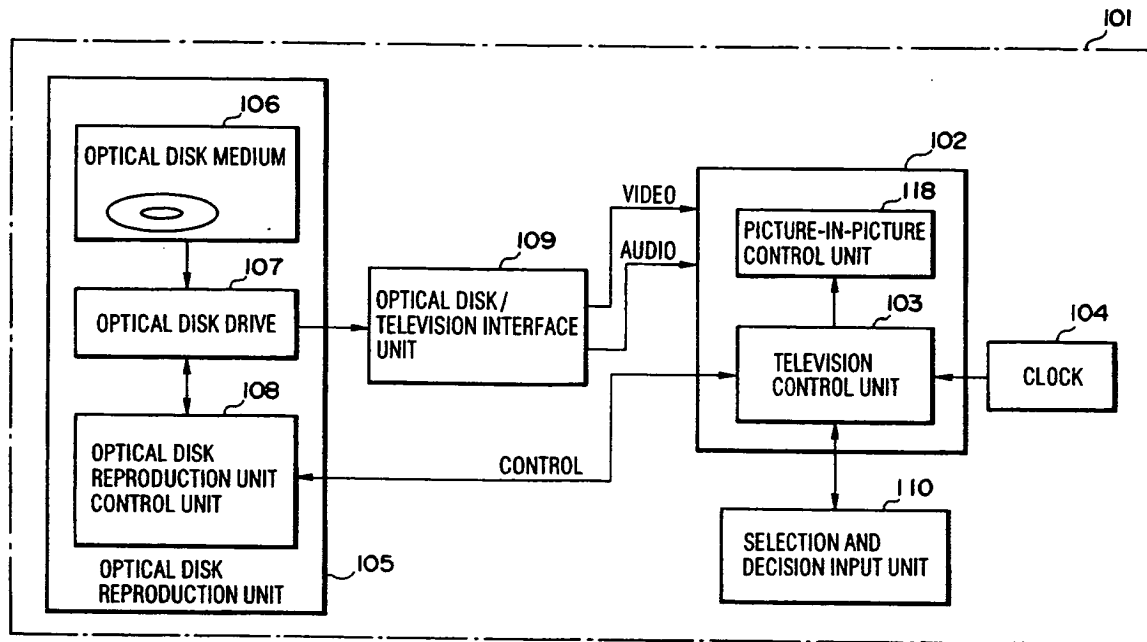 101
106
OPTICAL DISK MEDIUM
107
OPTICAL DISK DRIVE
108
OPTICAL DISK
REPRODUCTION UNIT
CONTROL UNIT
OPTICAL DISK
REPRODUCTION UNIT
105
109
OPTICAL DISK/
TELEVISION INTERFACE
UNIT
VIDEO
AUDIO
CONTROL
102
118
PICTURE-IN-PICTURE
CONTROL UNIT
103
TELEVISION
CONTROL UNIT
104
CLOCK
110
SELECTION AND
DECISION INPUT UNIT